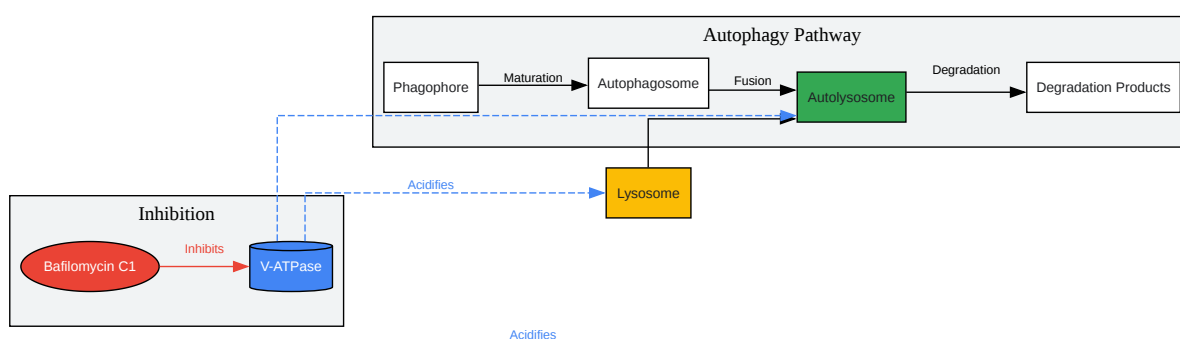 Autophagy Pathway
Phagophore
Maturation
Autophagosome
Fusion
Autolysosome
Degradation
Degradation Products
Acidifies
Lysosome
Inhibition
Bafilomycin C1
Inhibits
V-ATPase
Acidifies